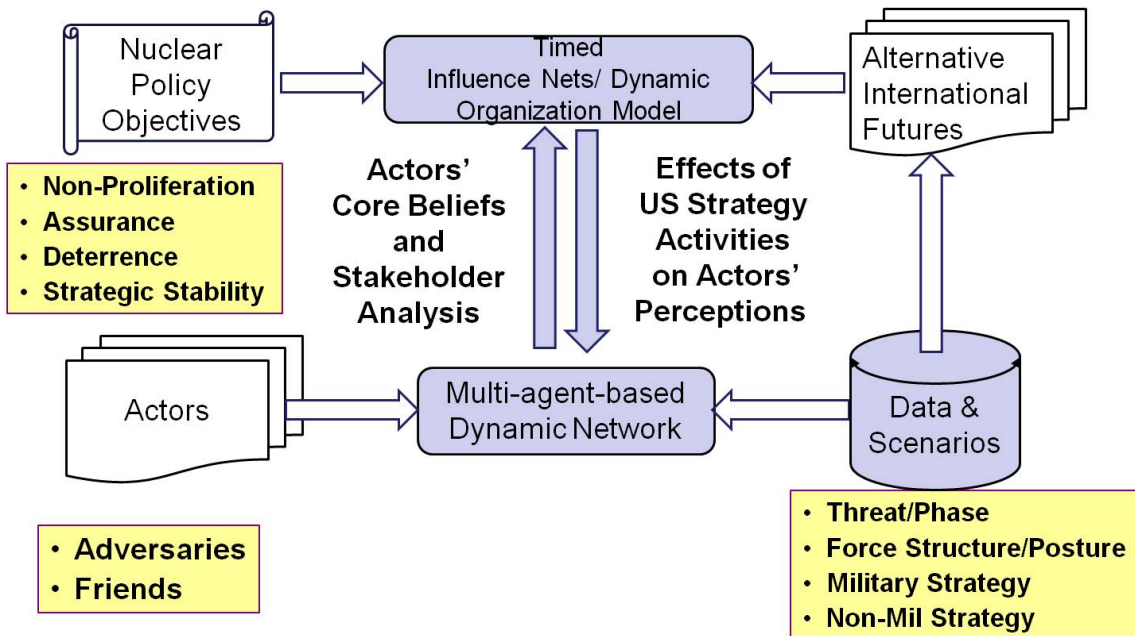 Nuclear
Policy
Objectives
Timed
Influence Nets/ Dynamic
Organization Model
Alternative
International
Futures
• Non-Proliferation
• Assurance
• Deterrence
• Strategic Stability
Actors'
Core Beliefs
and
Stakeholder
Analysis
Effects of
US Strategy
Activities
on Actors'
Perceptions
Actors
Multi-agent-based
Dynamic Network
Data &
Scenarios
• Adversaries
• Friends
• Threat/Phase
• Force Structure/Posture
• Military Strategy
• Non-Mil Strategy